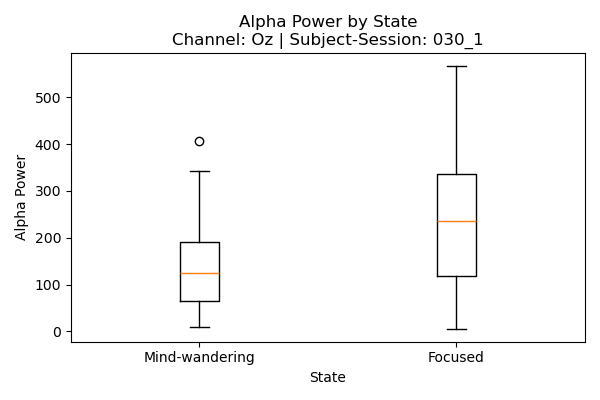 Alpha Power by State
Channel: Oz | Subject-Session: 030_1
Alpha Power
500
400
300
200
100
0
Mind-wandering
Focused
State